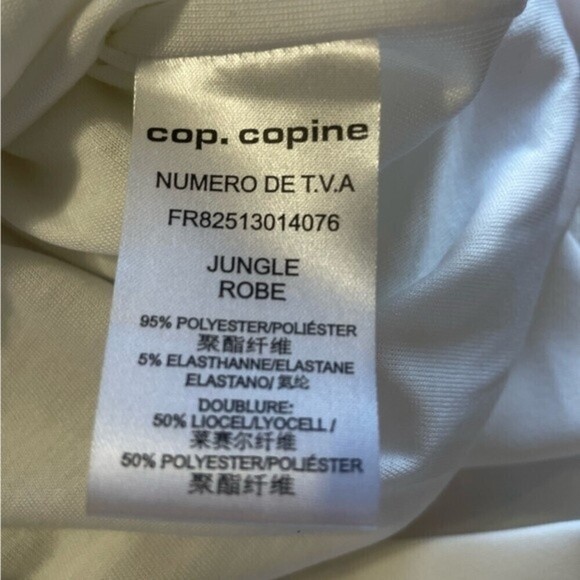 cop. copine
NUMERO DE T.V.A
FR82513014076
JUNGLE
ROBE
95% POLYESTER/POLIÉSTER
聚酯纤维
5% ELASTHANNE/ELASTANE
ELASTANO/ 氨纶
DOUBLURE:
50% LIOCEL/LYOCELL /
莱赛尔纤维
50% POLYESTER/POLIÉSTER
聚酯纤维